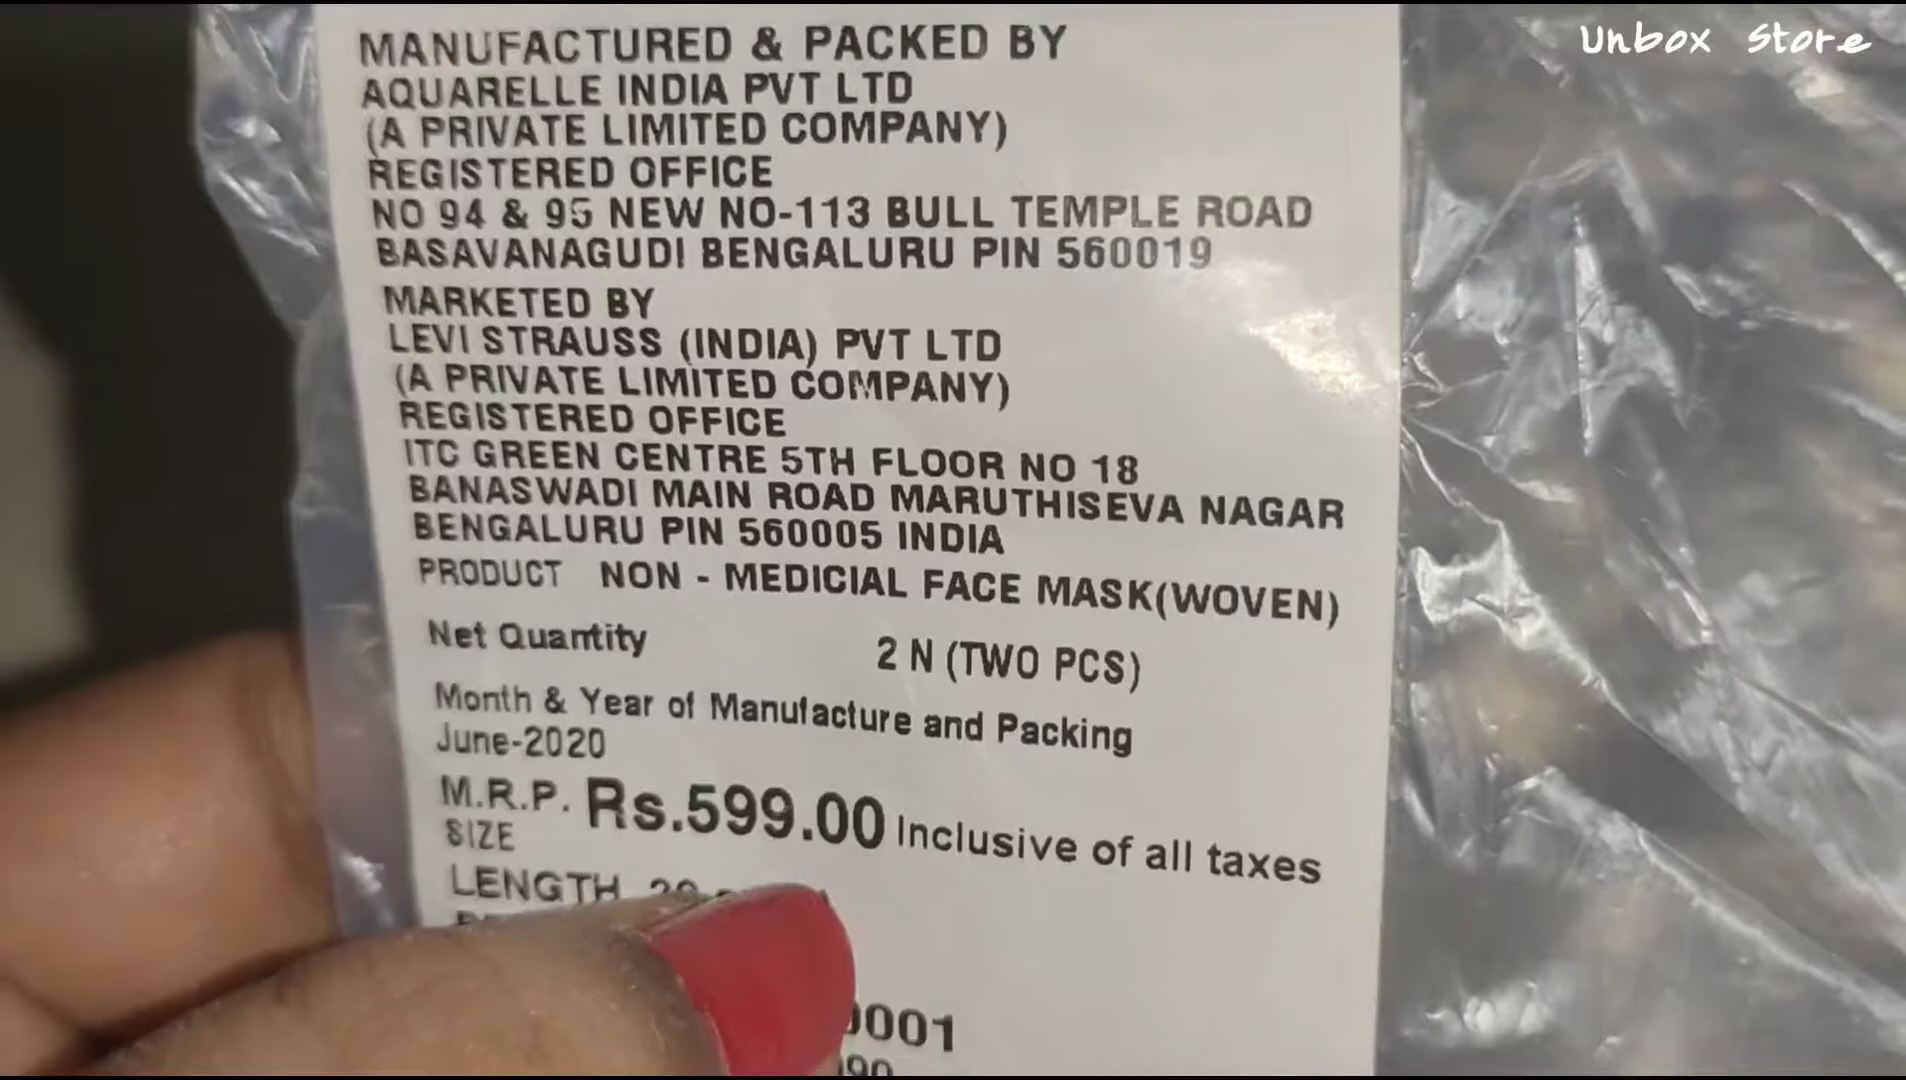 Unbox Store
MANUFACTURED & PACKED BY
AQUARELLE INDIA PVT LTD
(A PRIVATE LIMITED COMPANY)
REGISTERED OFFICE
NO 94 & 95 NEW NO-113 BULL TEMPLE ROAD
BASAVANAGUDI BENGALURU PIN 560019
MARKETED BY
LEVI STRAUSS (INDIA) PVT LTD
(A PRIVATE LIMITED COMPANY)
REGISTERED OFFICE
ITC GREEN CENTRE 5TH FLOOR NO 18
BANASWADI MAIN ROAD MARUTHISEVA NAGAR
BENGALURU PIN 560005 INDIA
PRODUCT NON - MEDICIAL FACE MASK(WOVEN)
Net Quantity 2 N (TWO PCS)
Month & Year of Manufacture and Packing
June-2020
M.R.P. Rs.599.00 Inclusive of all taxes
SIZE
LENGTH